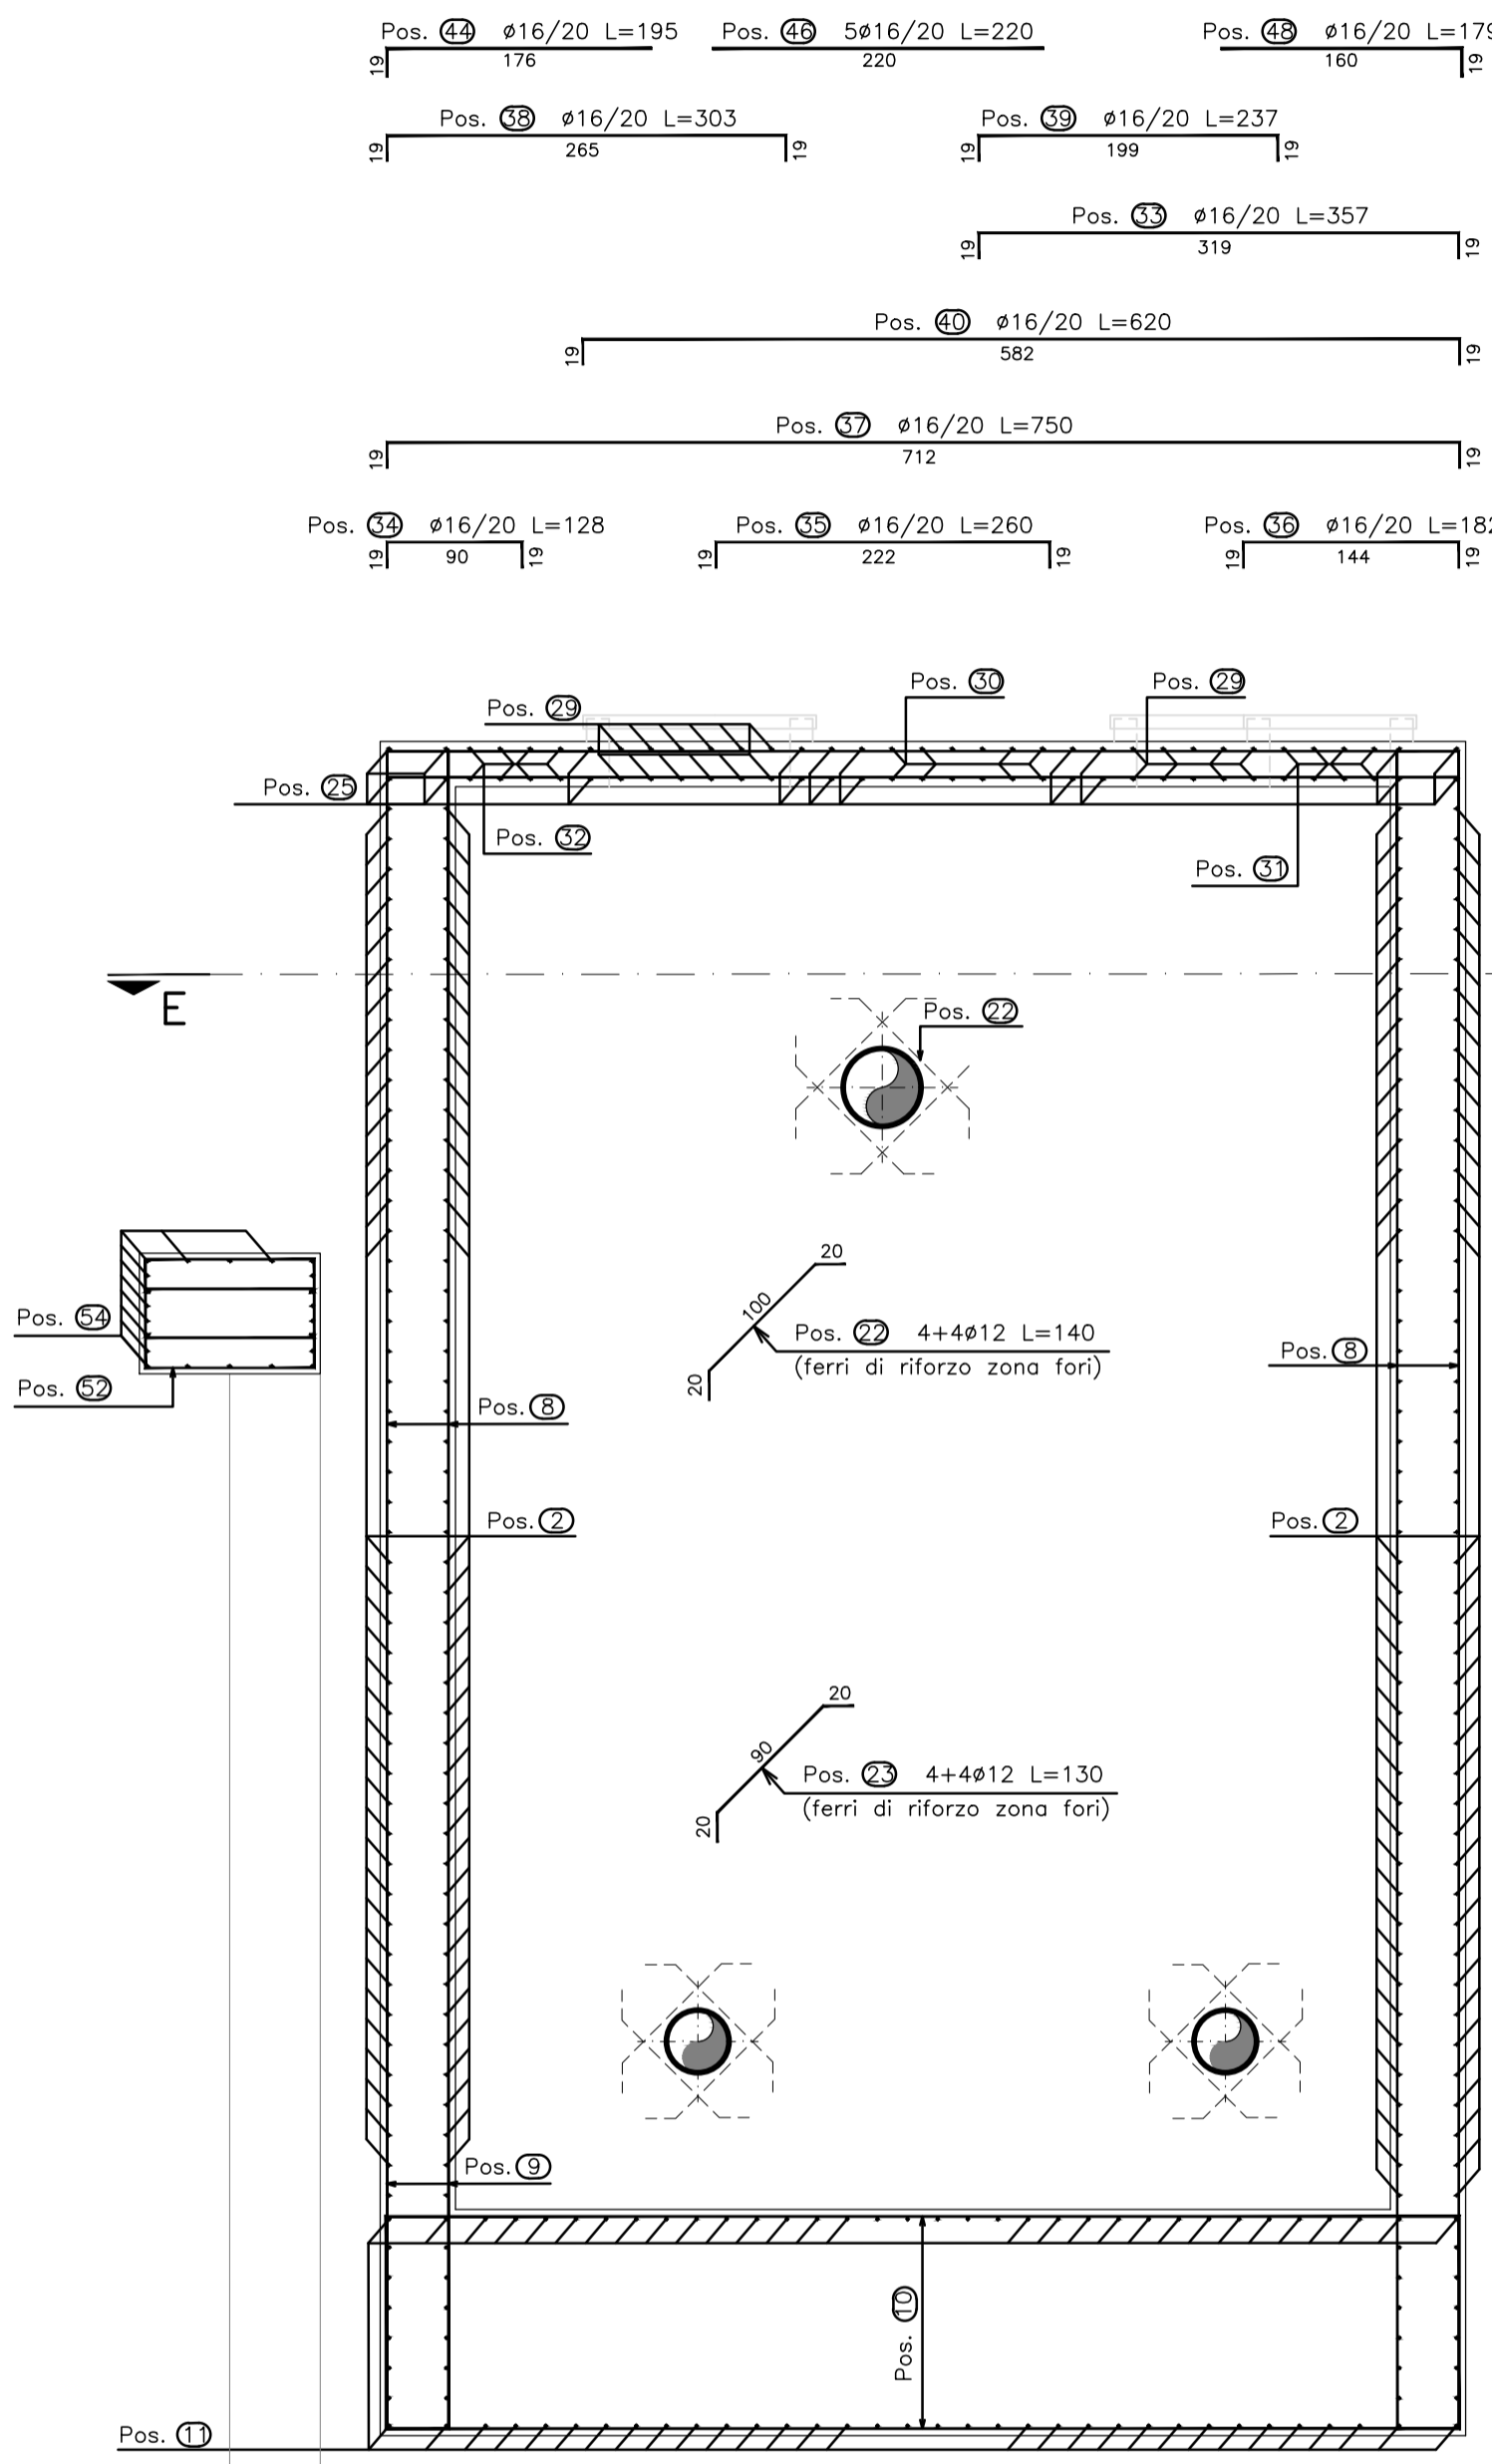 Pos. 44 ø16/20 L=195
19 176
Pos. 46 5ø16/20 L=220
220
Pos. 48 ø16/20 L=179
160 19
Pos. 38 ø16/20 L=303
19 265 19
Pos. 39 ø16/20 L=237
19 199 19
Pos. 33 ø16/20 L=357
19 319 19
Pos. 40 ø16/20 L=620
19 582 19
Pos. 37 ø16/20 L=750
19 712 19
Pos. 34 ø16/20 L=128
19 90 19
Pos. 35 ø16/20 L=260
19 222 19
Pos. 36 ø16/20 L=182
19 144 19
Pos. 30
Pos. 29
Pos. 29
Pos. 25
Pos. 32
Pos. 31
E
Pos. 22
20
100
20
Pos. 22 4+4ø12 L=140
(ferri di riforzo zona fori)
Pos. 54
Pos. 52
Pos. 8
Pos. 8
Pos. 2
Pos. 2
20
90
20
Pos. 23 4+4ø12 L=130
(ferri di riforzo zona fori)
Pos. 9
Pos. 10
Pos. 11